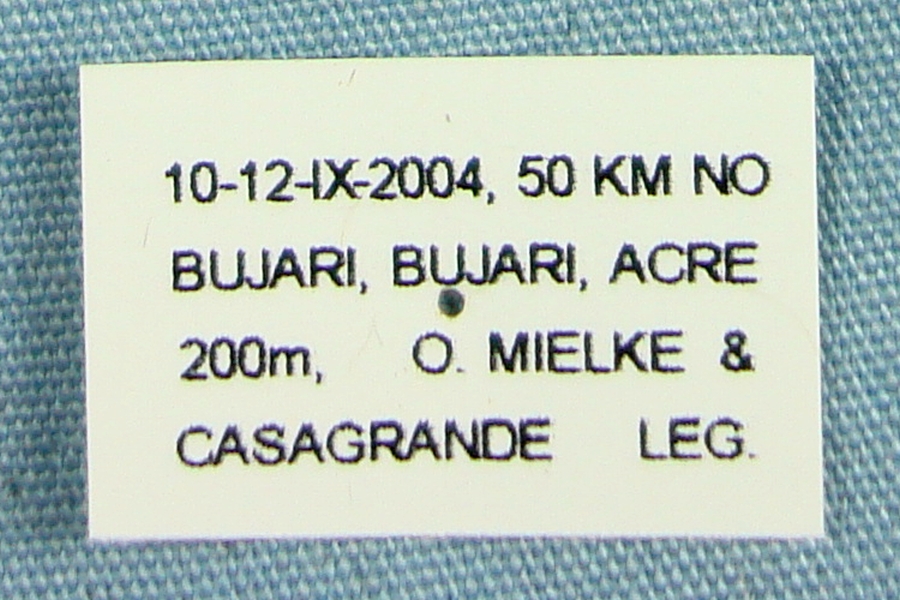 10-12-IX-2004, 50 KM NO
BUJARI, BUJARI, ACRE
200m, O. MIELKE &
CASAGRANDE LEG.